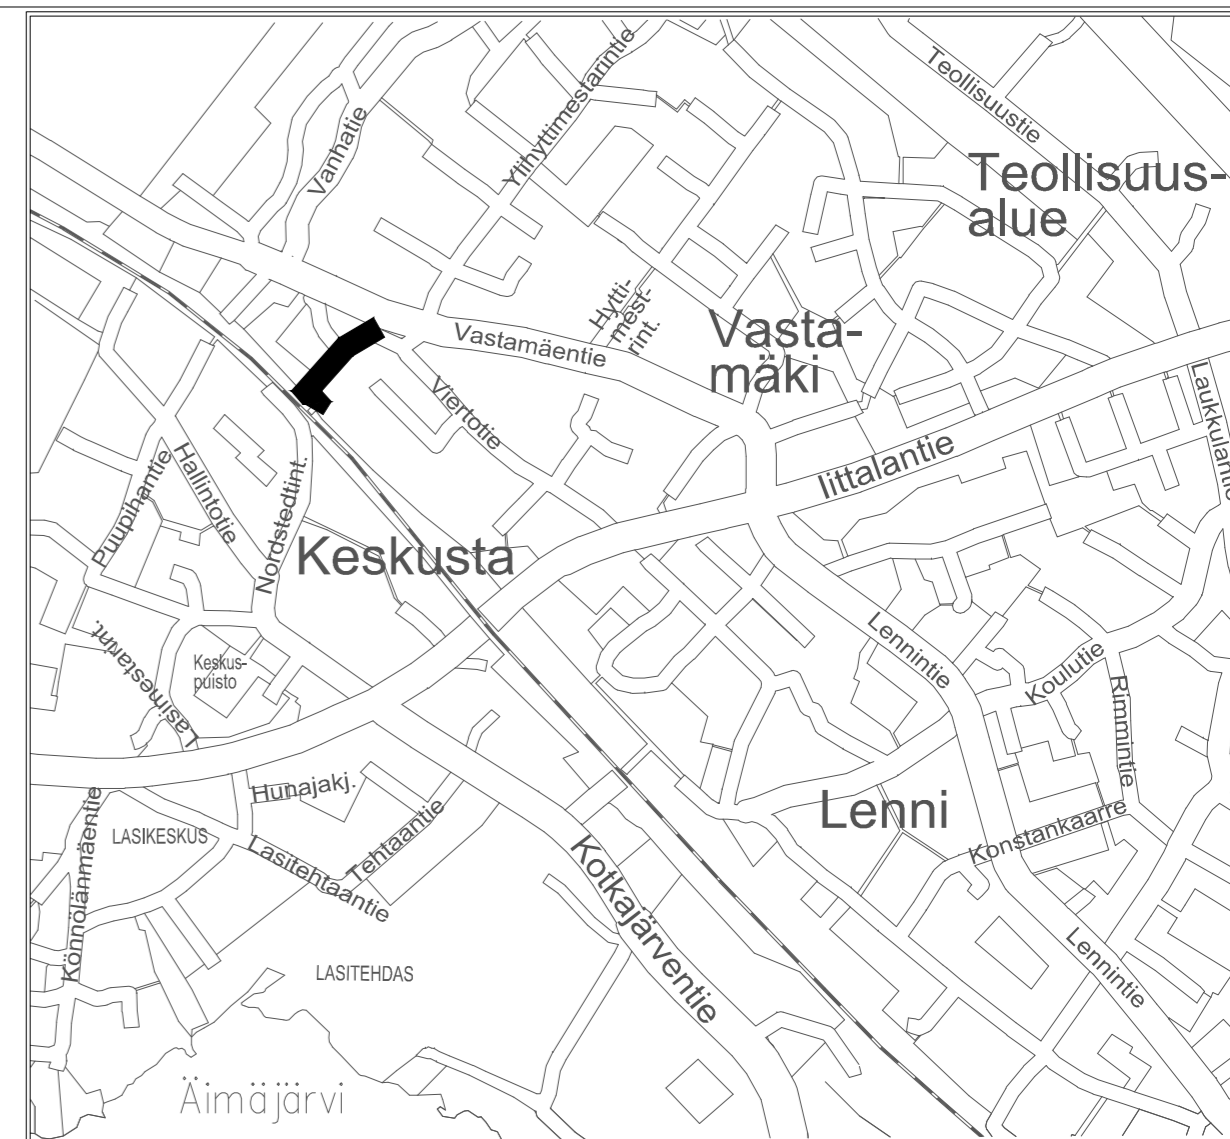 Ylihyttimestarintie
Teollisuustie
Vanhatie
Teollisuus-
alue
Hytti-
mest-
rint.
Vastamäentie
Vasta-
mäki
Viertotie
Laukkulantie
Iittalantie
Puupihantie
Hallintotie
Nordstedtint.
Keskusta
Lasimestarint.
Keskus-
puisto
Lennintie
Koulutie
Rimmintie
Hunajakj.
Könnölänmäentie
LASIKESKUS
Lasitehtaantie
Tehtaantie
Lenni
Konstankaarre
Kotkajärventie
LASITEHDAS
Lennintie
Äimäjärvi